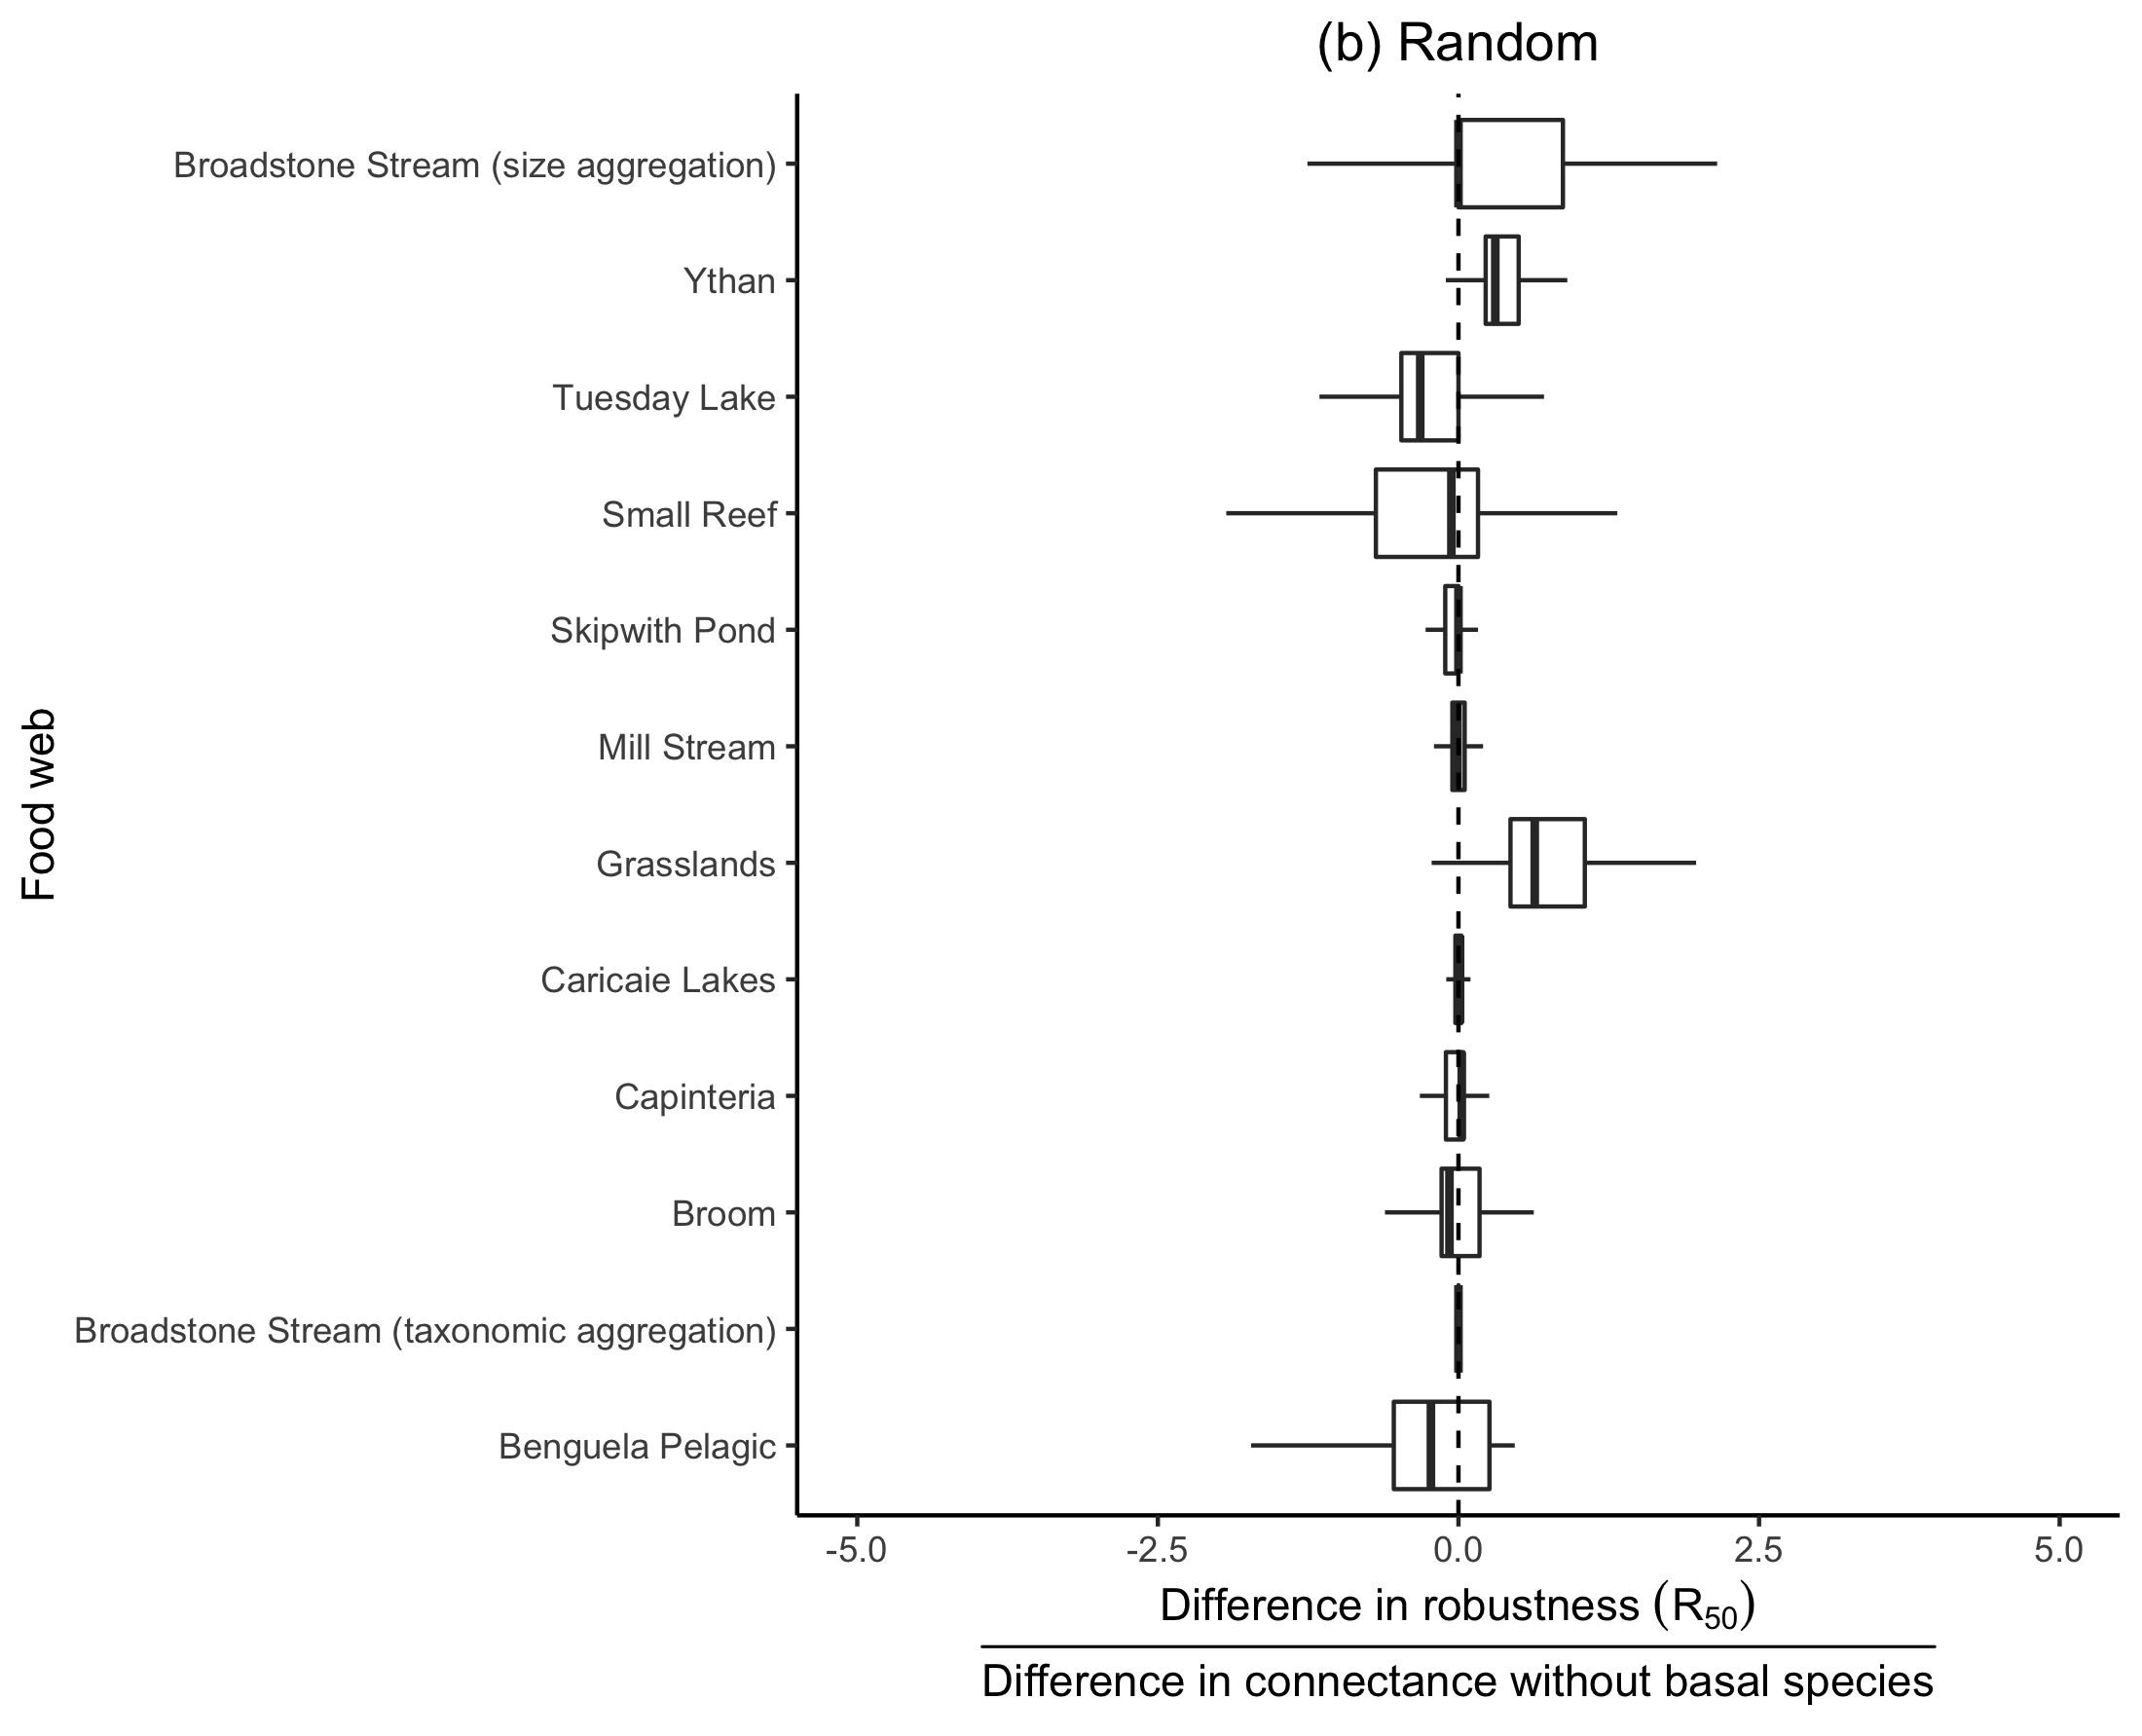 (b) Random
Broadstone Stream (size aggregation)
Ythan
Tuesday Lake
Small Reef
Skipwith Pond
Mill Stream
Grasslands
Caricaie Lakes
Capinteria
Broom
Broadstone Stream (taxonomic aggregation)
Benguela Pelagic
Food web
-5.0 -2.5 0.0 2.5 5.0
Difference in robustness (R50)
Difference in connectance without basal species